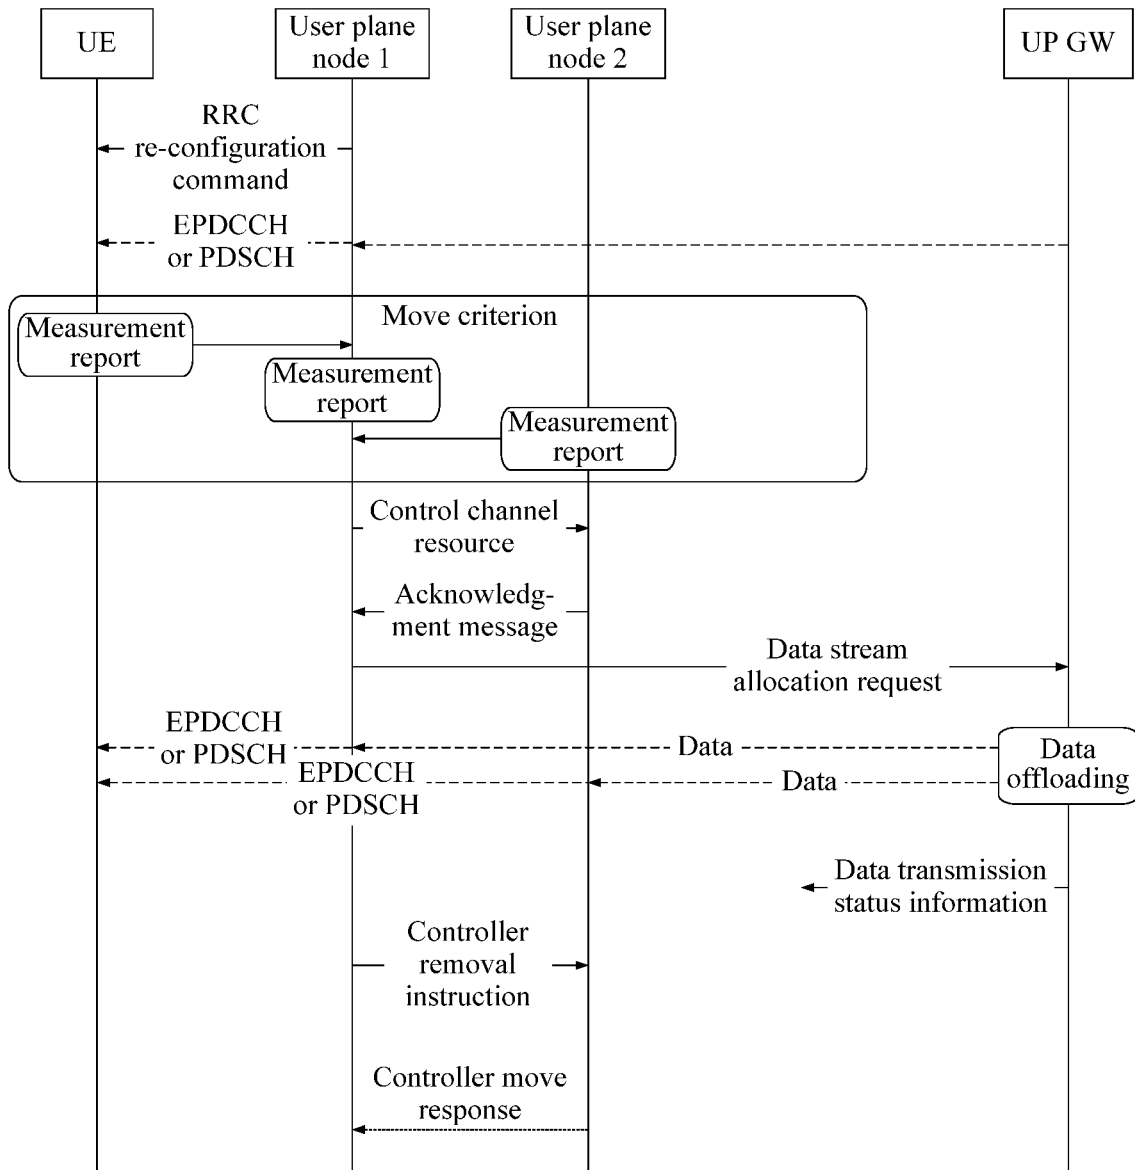 UE
User plane
node 1
User plane
node 2
UP GW
RRC
re-configuration
command
EPDCCH
or PDSCH
Move criterion
Measurement
report
Measurement
report
Measurement
report
Control channel
resource
Acknowledg-
ment message
Data stream
allocation request
EPDCCH
or PDSCH
Data
Data
offloading
EPDCCH
or PDSCH
Data
Data transmission
status information
Controller
removal
instruction
Controller move
response